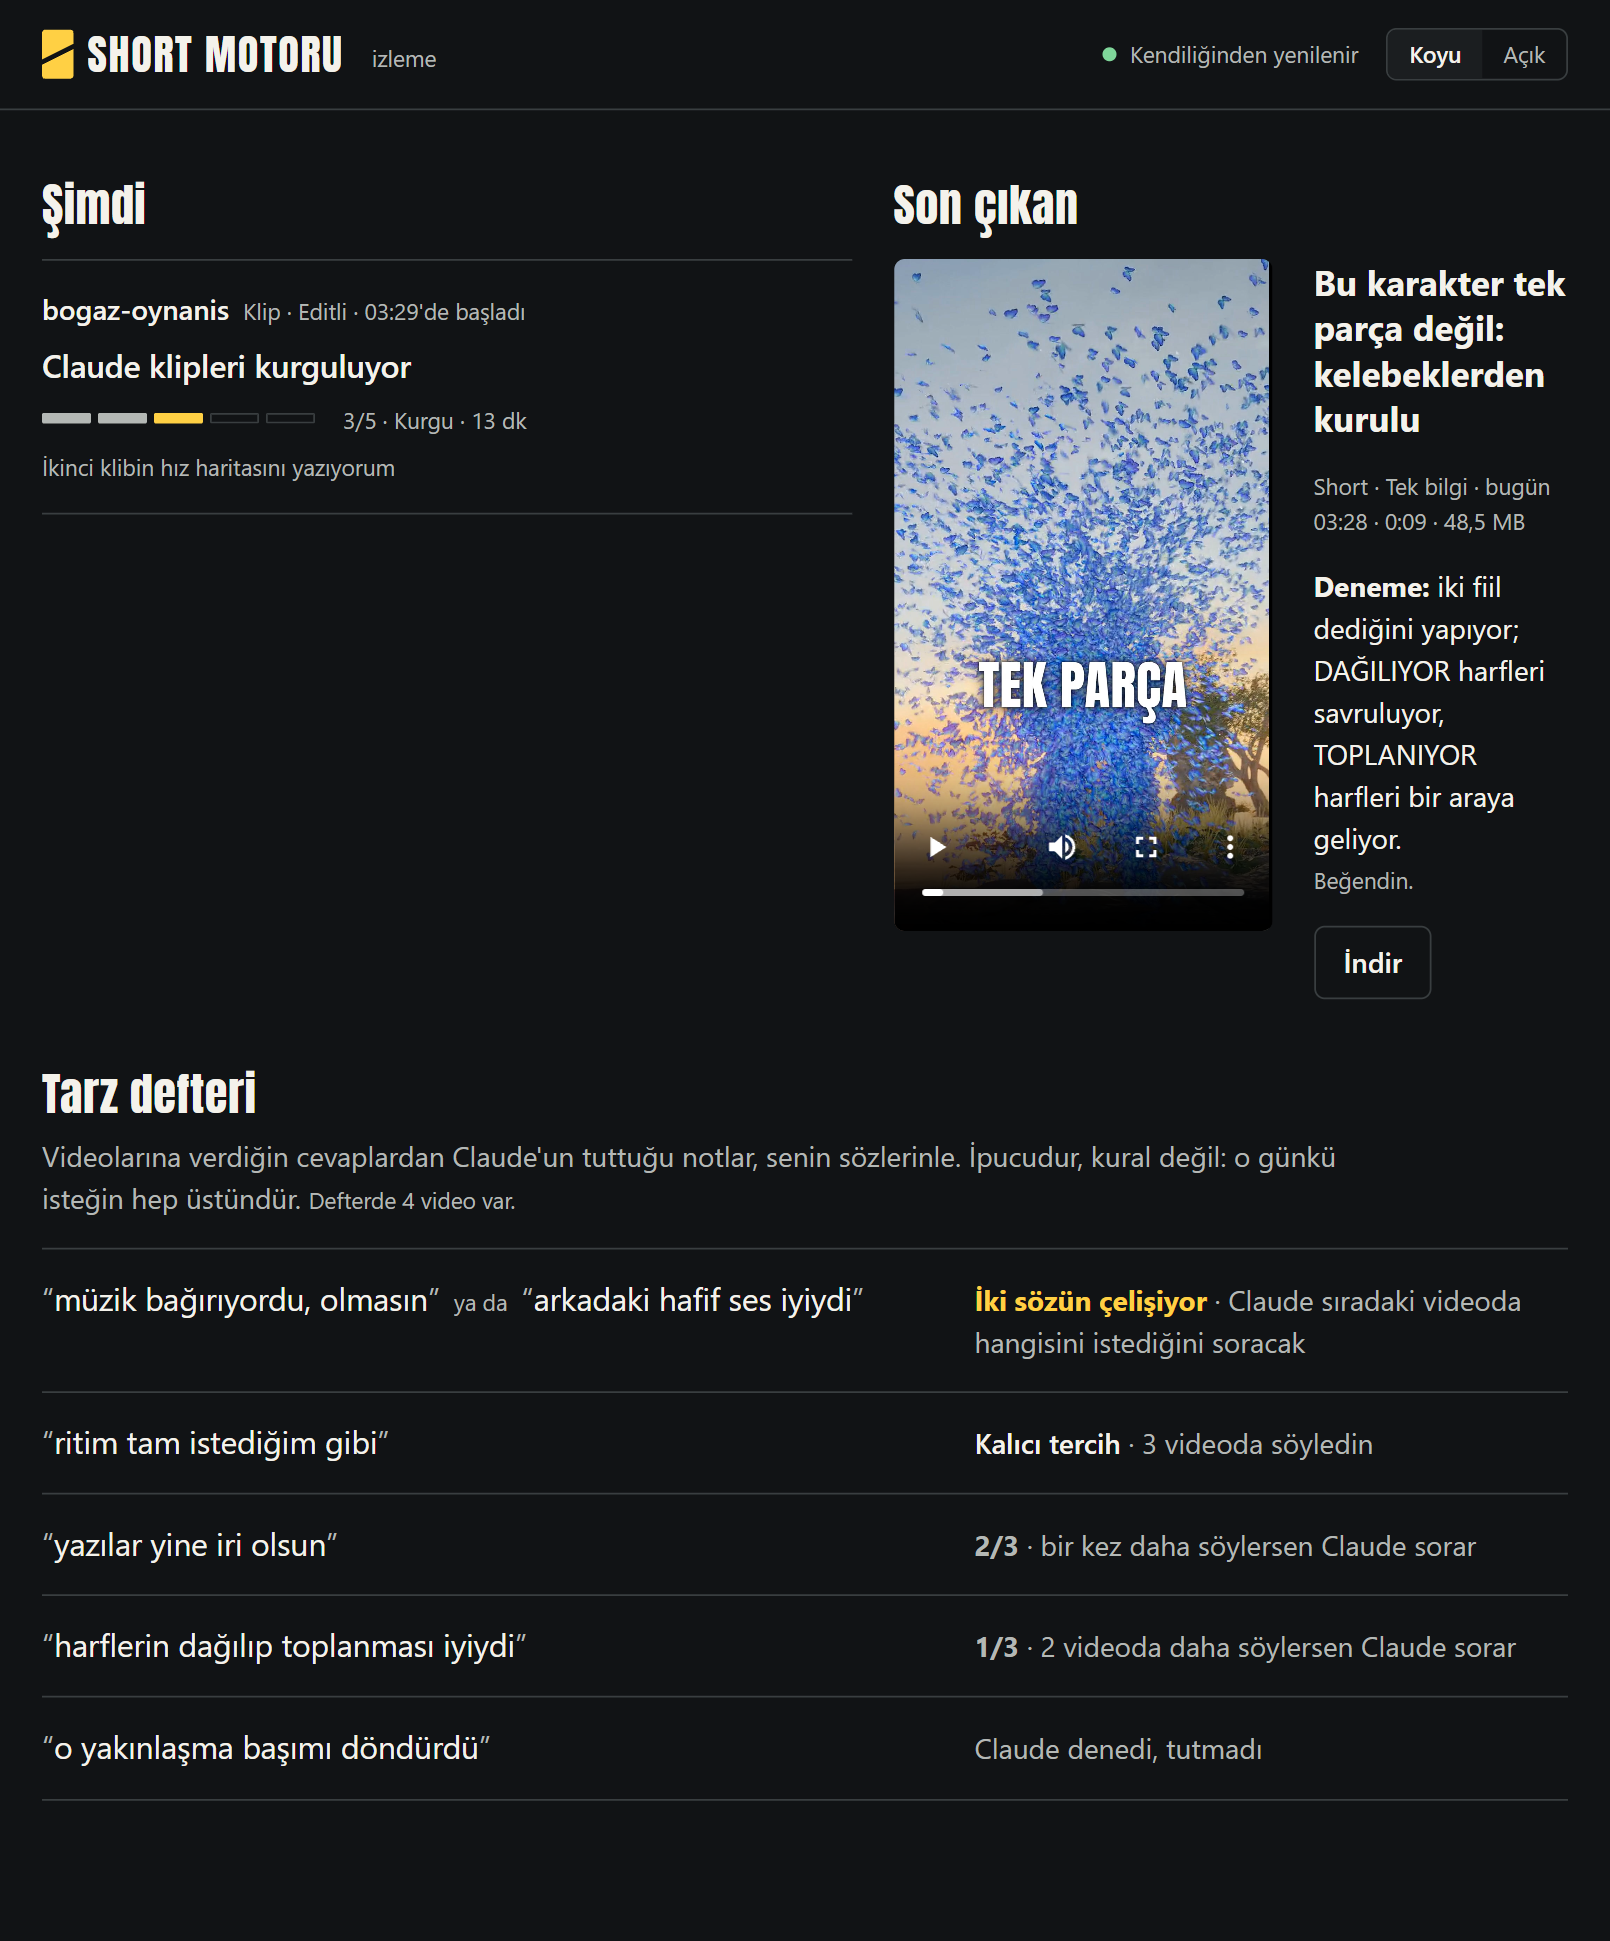 SHORT MOTORU izleme
Kendiliğinden yenilenir
Koyu Açık
Şimdi
bogaz-oynanis Klip · Editli · 03:29'de başladı
Claude klipleri kurguluyor
3/5 · Kurgu · 13 dk
İkinci klibin hız haritasını yazıyorum
Son çıkan
TEK PARÇA
Bu karakter tek
parça değil:
kelebeklerden
kurulu
Short · Tek bilgi · bugün
03:28 · 0:09 · 48,5 MB
Deneme: iki fiil
dediğini yapıyor;
DAĞILIYOR harfleri
savruluyor,
TOPLANIYOR
harfleri bir araya
geliyor.
Beğendin.
İndir
Tarz defteri
Videolarına verdiğin cevaplardan Claude'un tuttuğu notlar, senin sözlerinle. İpucudur, kural değil: o günkü
isteğin hep üstündür. Defterde 4 video var.
“müzik bağırıyordu, olmasın” ya da “arkadaki hafif ses iyiydi”
İki sözün çelişiyor · Claude sıradaki videoda
hangisini istediğini soracak
“ritim tam istediğim gibi”
Kalıcı tercih · 3 videoda söyledin
“yazılar yine iri olsun”
2/3 · bir kez daha söylersen Claude sorar
“harflerin dağılıp toplanması iyiydi”
1/3 · 2 videoda daha söylersen Claude sorar
“o yakınlaşma başımı döndürdü”
Claude denedi, tutmadı